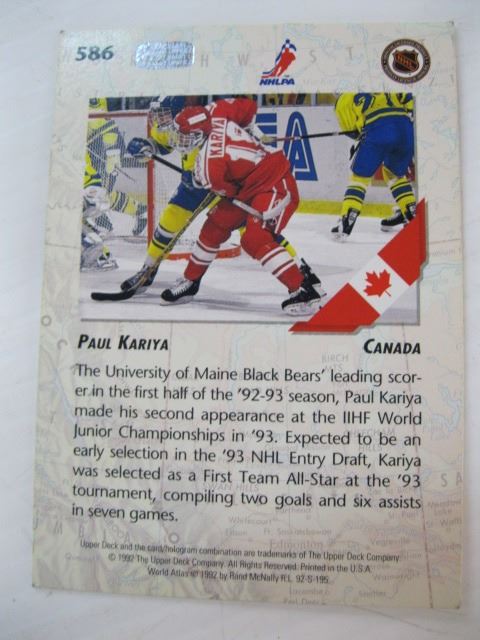 586
NHLPA
NHL
KARIYA
PAUL KARIYA
CANADA
The University of Maine Black Bears' leading scor-
er in the first half of the '92-93 season, Paul Kariya
made his second appearance at the IIHF World
Junior Championships in '93. Expected to be an
early selection in the '93 NHL Entry Draft, Kariya
was selected as a First Team All-Star at the '93
tournament, compiling two goals and six assists
in seven games.
Upper Deck and the card/hologram combination are trademarks of The Upper Deck Company.
© 1992 The Upper Deck Company. All Rights Reserved. Printed in the U.S.A.
World Atlas © 1992 by Rand McNally R.L. 92-S-195